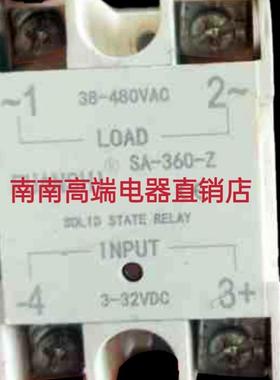 38-480VAC
~1 2~
LOAD
® SA-360-Z
南南高端电器直销店
SOLID STATE RELAY
INPUT
-4 3+
3-32VDC